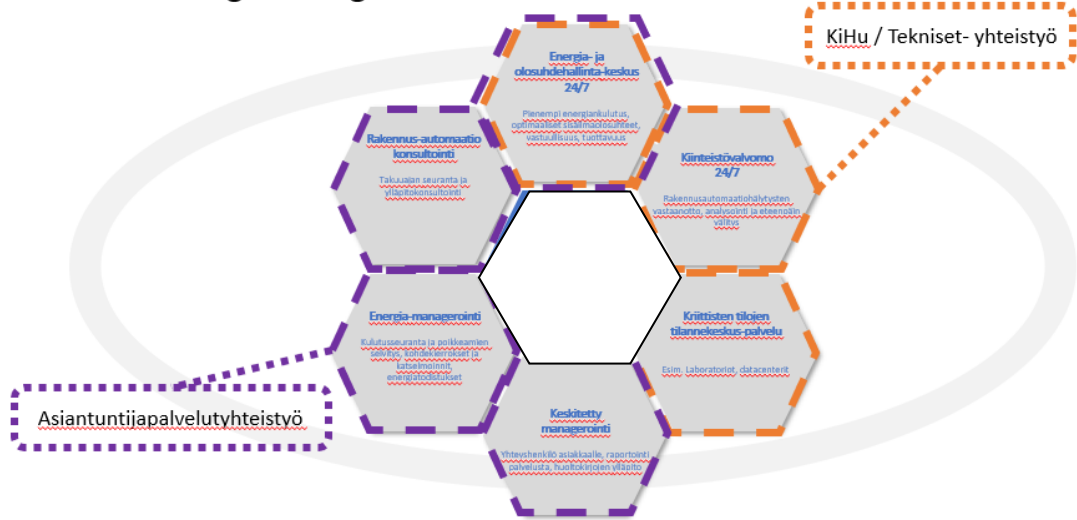 KiHu / Tekniset- yhteistyö
Energia- ja
olosuhdehallinta-keskus
24/7
Pienempi energiankulutus,
optimaaliset sisäilmaolosuhteet,
vastuullisuus, tuottavuus
Rakennus-automaatio
konsultointi
Takuuajan seuranta ja
ylläpitokonsultointi
Kiinteistövalvomo
24/7
Rakennusautomaatiohälytysten
vastaanotto, analysointi ja eteenpäin
välitys
Energia-managerointi
Kulutusseuranta ja poikkeamien
selvitys, kohdekierrokset ja
katselmoinnit,
energiatodistukset
Kriittisten tilojen
tilannekeskus-palvelu
Esim. Laboratoriot, datacenterit
Asiantuntijapalvelutyhteistyö
Keskitetty
managerointi
Yhteyshenkilö asiakkaalle, raportointi
palvelusta, huoltokirjojen ylläpito